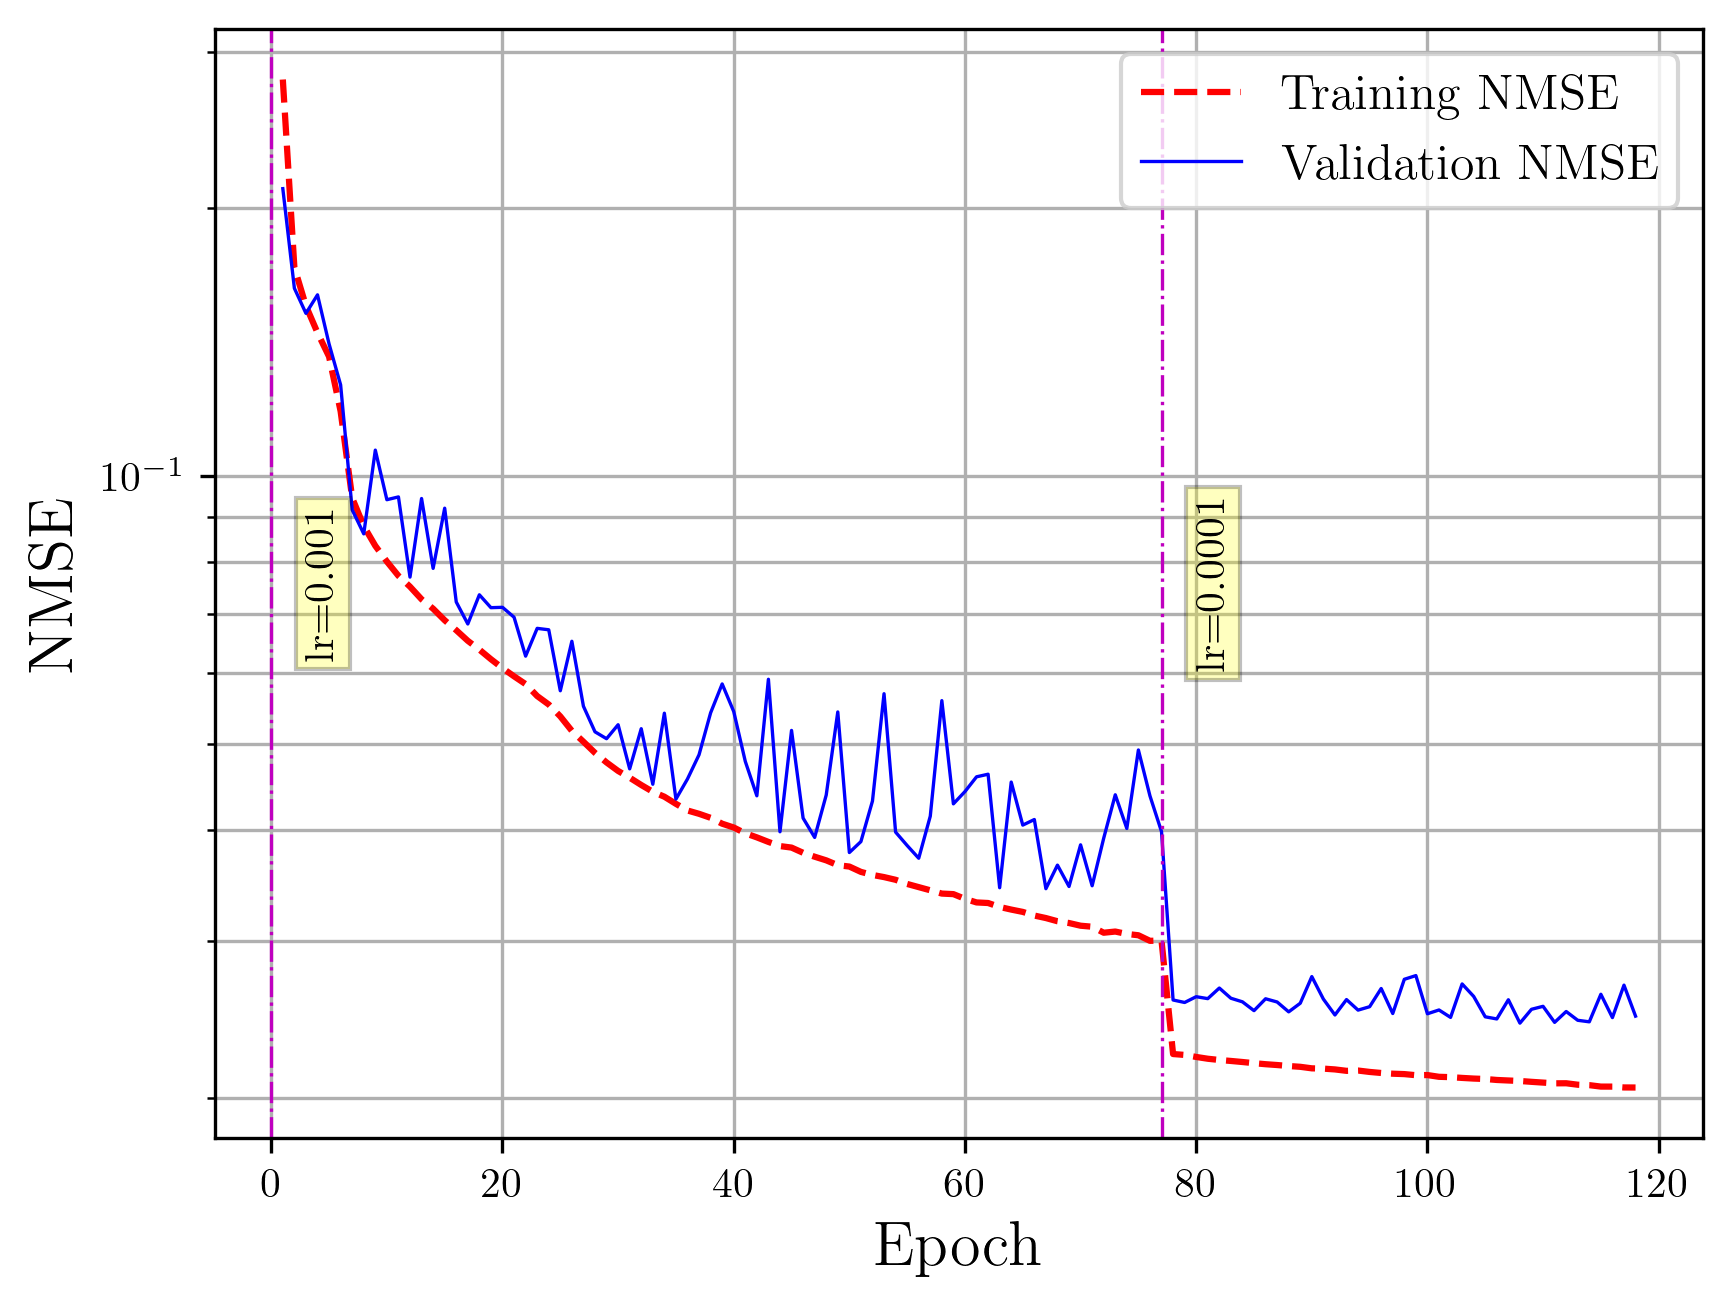 Training NMSE
Validation NMSE
10⁻¹
NMSE
lr=0.001
lr=0.0001
0 20 40 60 80 100 120
Epoch